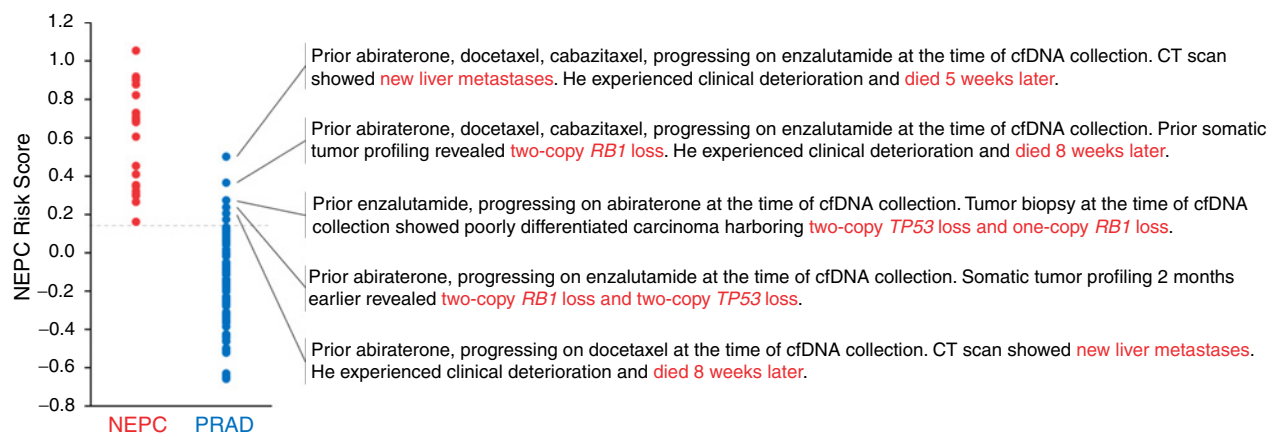 1.2
1.0
0.8
0.6
0.4
0.2
0.0
−0.2
−0.4
−0.6
−0.8
NEPC Risk Score
NEPC
PRAD
Prior abiraterone, docetaxel, cabazitaxel, progressing on enzalutamide at the time of cfDNA collection. CT scan
showed new liver metastases. He experienced clinical deterioration and died 5 weeks later.
Prior abiraterone, docetaxel, cabazitaxel, progressing on enzalutamide at the time of cfDNA collection. Prior somatic
tumor profiling revealed two-copy RB1 loss. He experienced clinical deterioration and died 8 weeks later.
Prior enzalutamide, progressing on abiraterone at the time of cfDNA collection. Tumor biopsy at the time of cfDNA
collection showed poorly differentiated carcinoma harboring two-copy TP53 loss and one-copy RB1 loss.
Prior abiraterone, progressing on enzalutamide at the time of cfDNA collection. Somatic tumor profiling 2 months
earlier revealed two-copy RB1 loss and two-copy TP53 loss.
Prior abiraterone, progressing on docetaxel at the time of cfDNA collection. CT scan showed new liver metastases.
He experienced clinical deterioration and died 8 weeks later.